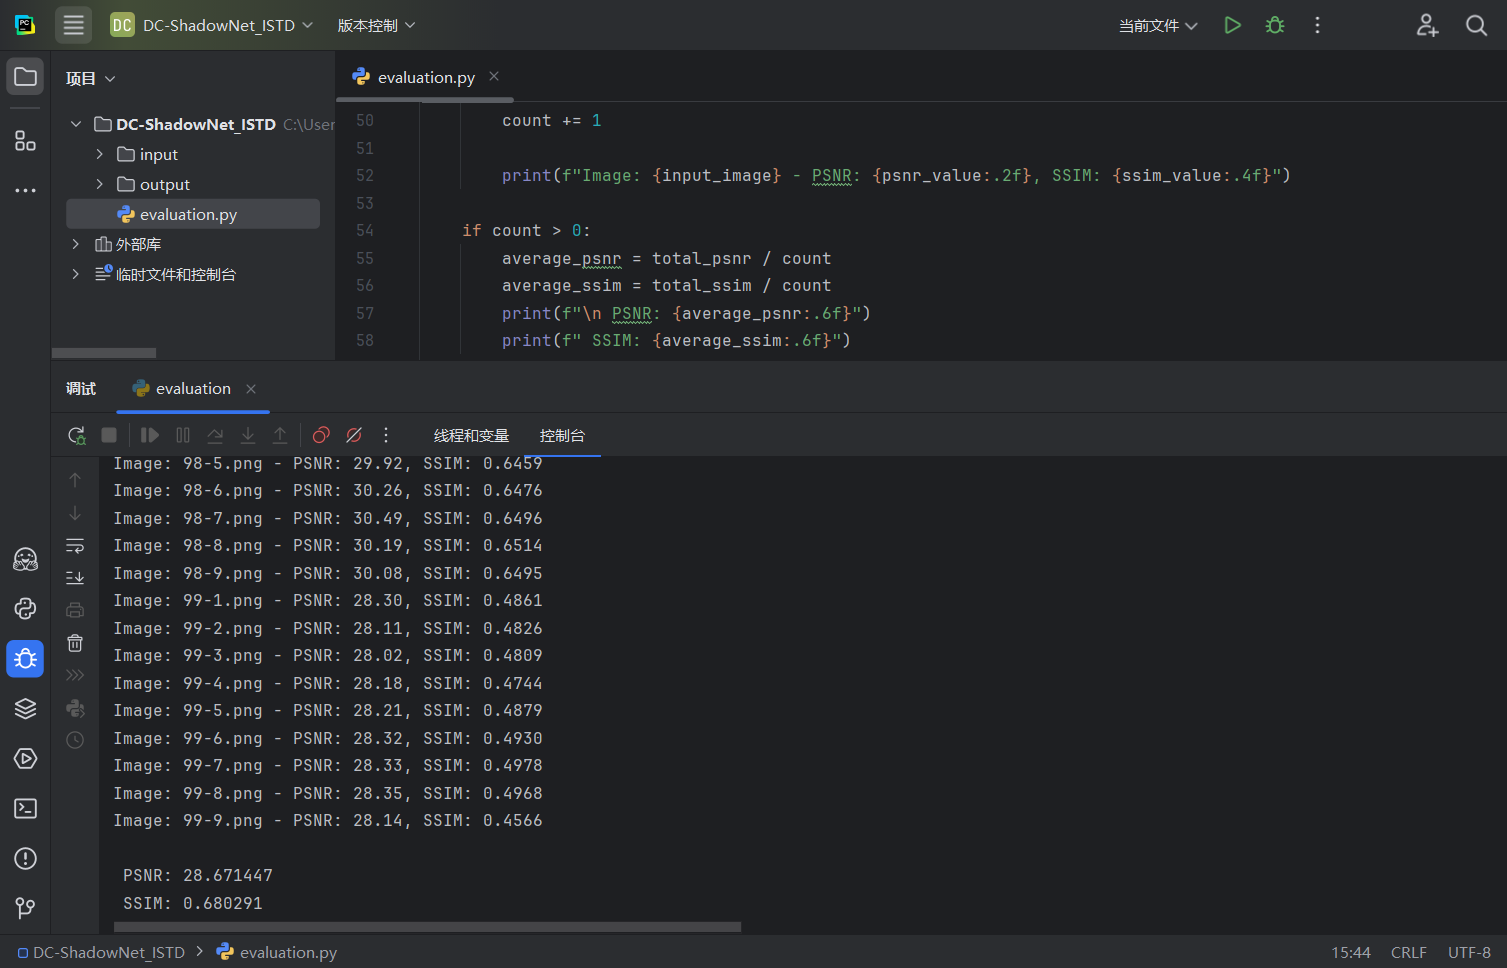 DC DC-ShadowNet_ISTD 版本控制 当前文件
项目
DC-ShadowNet_ISTD C:\User
input
output
evaluation.py
外部库
临时文件和控制台
evaluation.py
50 count += 1
51
52 print(f"Image: {input_image} - PSNR: {psnr_value:.2f}, SSIM: {ssim_value:.4f}")
53
54 if count > 0:
55 average_psnr = total_psnr / count
56 average_ssim = total_ssim / count
57 print(f"\n PSNR: {average_psnr:.6f}")
58 print(f" SSIM: {average_ssim:.6f}")
调试 evaluation
线程和变量 控制台
Image: 98-5.png - PSNR: 29.92, SSIM: 0.6459
Image: 98-6.png - PSNR: 30.26, SSIM: 0.6476
Image: 98-7.png - PSNR: 30.49, SSIM: 0.6496
Image: 98-8.png - PSNR: 30.19, SSIM: 0.6514
Image: 98-9.png - PSNR: 30.08, SSIM: 0.6495
Image: 99-1.png - PSNR: 28.30, SSIM: 0.4861
Image: 99-2.png - PSNR: 28.11, SSIM: 0.4826
Image: 99-3.png - PSNR: 28.02, SSIM: 0.4809
Image: 99-4.png - PSNR: 28.18, SSIM: 0.4744
Image: 99-5.png - PSNR: 28.21, SSIM: 0.4879
Image: 99-6.png - PSNR: 28.32, SSIM: 0.4930
Image: 99-7.png - PSNR: 28.33, SSIM: 0.4978
Image: 99-8.png - PSNR: 28.35, SSIM: 0.4968
Image: 99-9.png - PSNR: 28.14, SSIM: 0.4566
PSNR: 28.671447
SSIM: 0.680291
DC-ShadowNet_ISTD evaluation.py 15:44 CRLF UTF-8